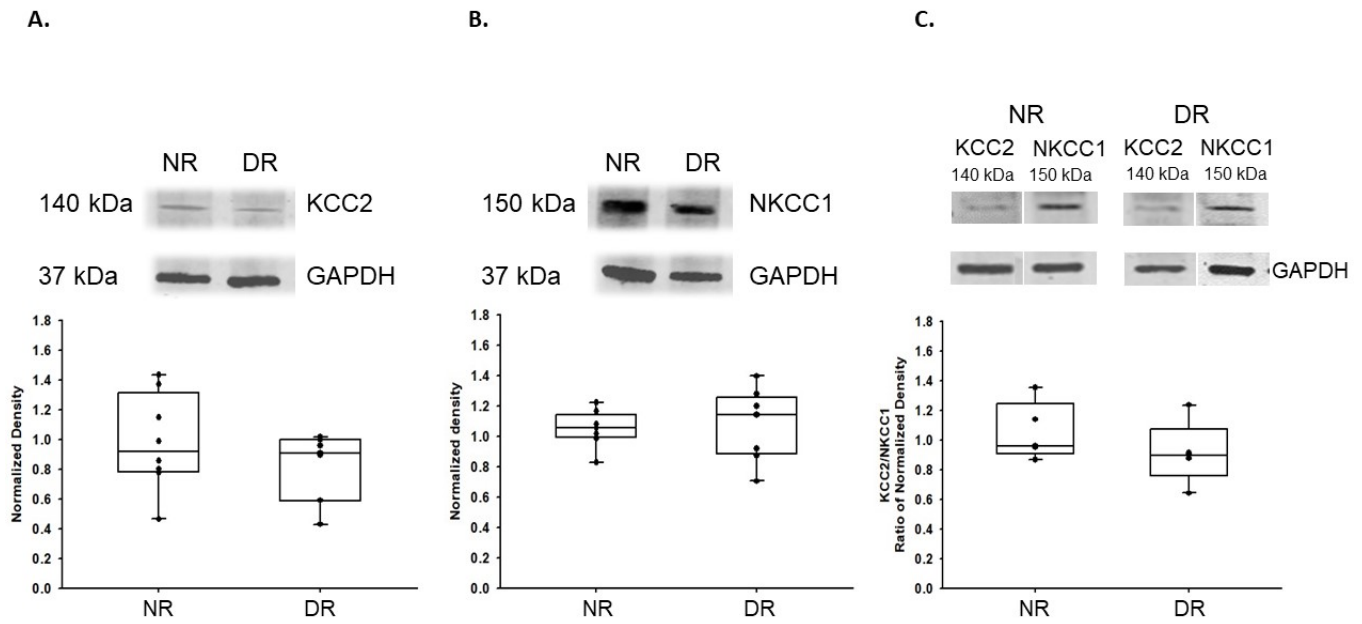 A.
NR DR
140 kDa KCC2
37 kDa GAPDH
Normalized Density
1.8
1.6
1.4
1.2
1.0
0.8
0.6
0.4
0.2
0.0
NR DR
B.
NR DR
150 kDa NKCC1
37 kDa GAPDH
Normalized density
1.8
1.6
1.4
1.2
1.0
0.8
0.6
0.4
0.2
0.0
NR DR
C.
NR DR
KCC2 NKCC1 KCC2 NKCC1
140 kDa 150 kDa 140 kDa 150 kDa
GAPDH
KCC2/NKCC1
Ratio of Normalized Density
1.8
1.6
1.4
1.2
1.0
0.8
0.6
0.4
0.2
0.0
NR DR